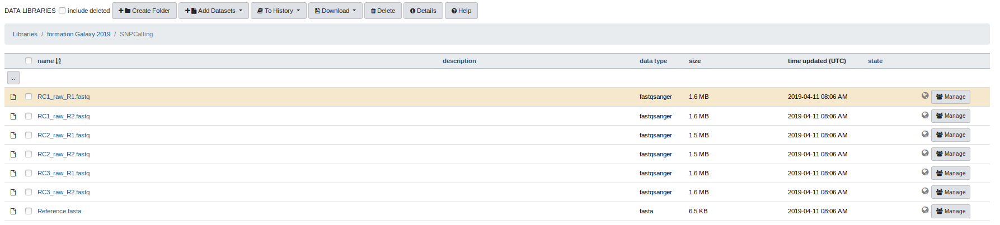 DATA LIBRARIES include deleted Create Folder Add Datasets To History Download Delete Details Help
Libraries / formation Galaxy 2019 / SNPCalling
name description data type size time updated (UTC) state
..
RC1_raw_R1.fastq fastqsanger 1.6 MB 2019-04-11 08:06 AM Manage
RC1_raw_R2.fastq fastqsanger 1.6 MB 2019-04-11 08:06 AM Manage
RC2_raw_R1.fastq fastqsanger 1.5 MB 2019-04-11 08:06 AM Manage
RC2_raw_R2.fastq fastqsanger 1.5 MB 2019-04-11 08:06 AM Manage
RC3_raw_R1.fastq fastqsanger 1.6 MB 2019-04-11 08:06 AM Manage
RC3_raw_R2.fastq fastqsanger 1.6 MB 2019-04-11 08:06 AM Manage
Reference.fasta fasta 6.5 KB 2019-04-11 08:06 AM Manage